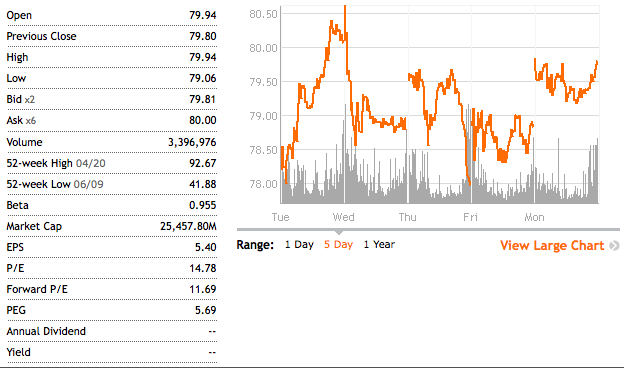 Open 79.94
Previous Close 79.80
High 79.94
Low 79.06
Bid x2 79.81
Ask x6 80.00
Volume 3,396,976
52-week High 04/20 92.67
52-week Low 06/09 41.88
Beta 0.955
Market Cap 25,457.80M
EPS 5.40
P/E 14.78
Forward P/E 11.69
PEG 5.69
Annual Dividend --
Yield --
80.50
80.00
79.50
79.00
78.50
78.00
Tue Wed Thu Fri Mon
Range: 1 Day 5 Day 1 Year
View Large Chart